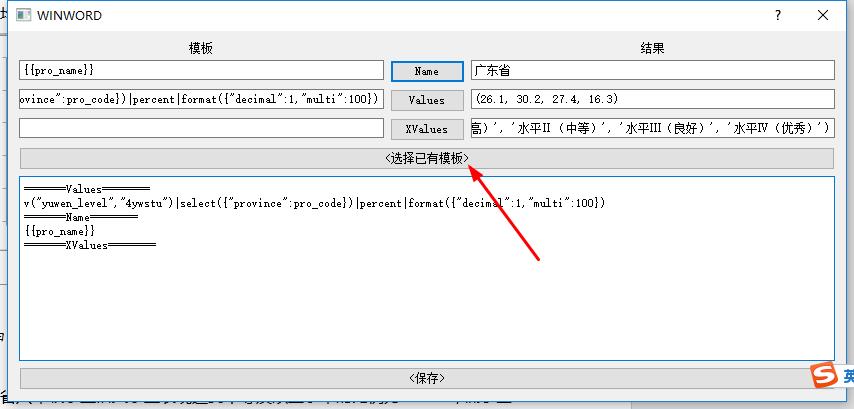 WINWORD
模板
结果
{{pro_name}}
Name
广东省
ovince":pro_code})|percent|format({"decimal":1,"multi":100})
Values
(26.1, 30.2, 27.4, 16.3)
XValues
高）', '水平II（中等）', '水平III（良好）', '水平IV（优秀）')
<选择已有模板>
======Values=======
v("yuwen_level","4ywstu")|select({"province":pro_code})|percent|format({"decimal":1,"multi":100})
======Name=======
{{pro_name}}
======XValues=======
<保存>
英